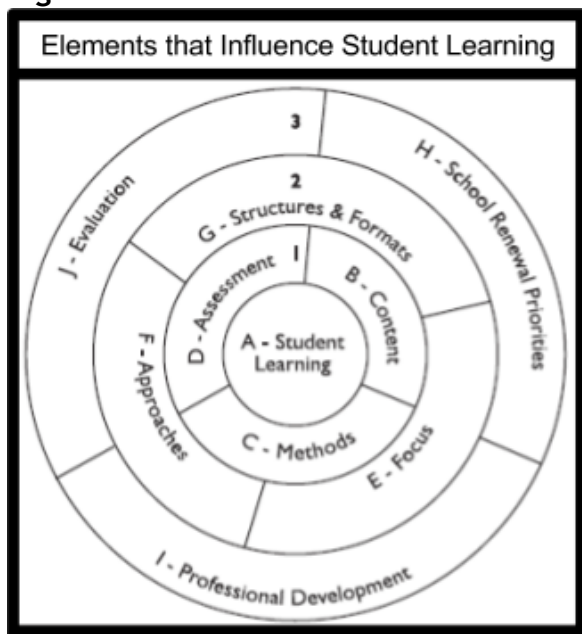 Elements that Influence Student Learning
3
2
1
A - Student
Learning
B - Content
C - Methods
D - Assessment
E - Focus
F - Approaches
G - Structures & Formats
H - School Renewal Priorities
I - Professional Development
J - Evaluation